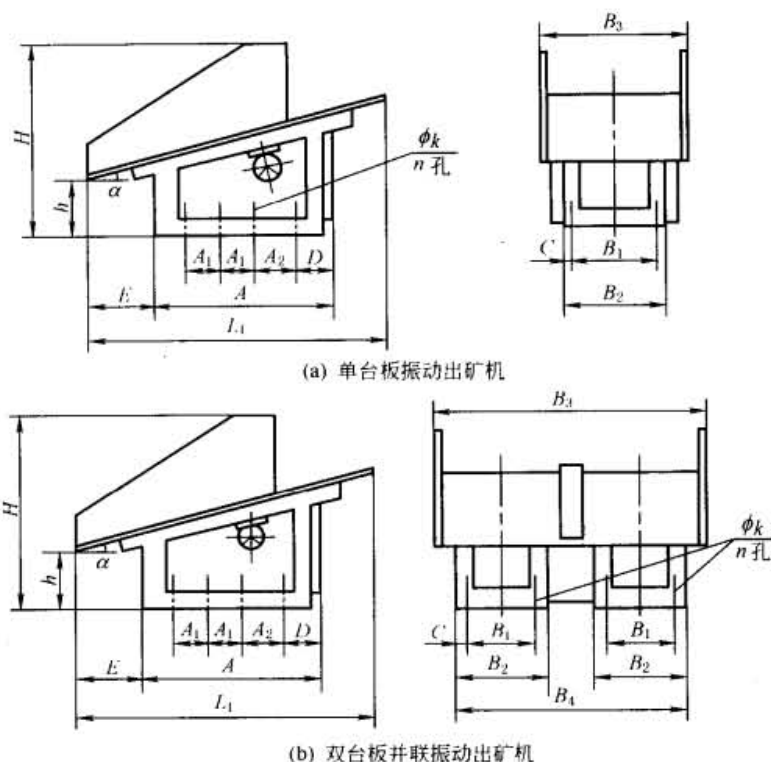 B₃
H
ϕk
n 孔
h
α
A₁ A₁ A₂ D
C B₁
E A
B₂
L₁
(a) 单台板振动出矿机
B₃
H
ϕk
n 孔
h
α
A₁ A₁ A₂ D
C B₁ B₁
E A
B₂ B₂
L₁
B₄
(b) 双台板并联振动出矿机